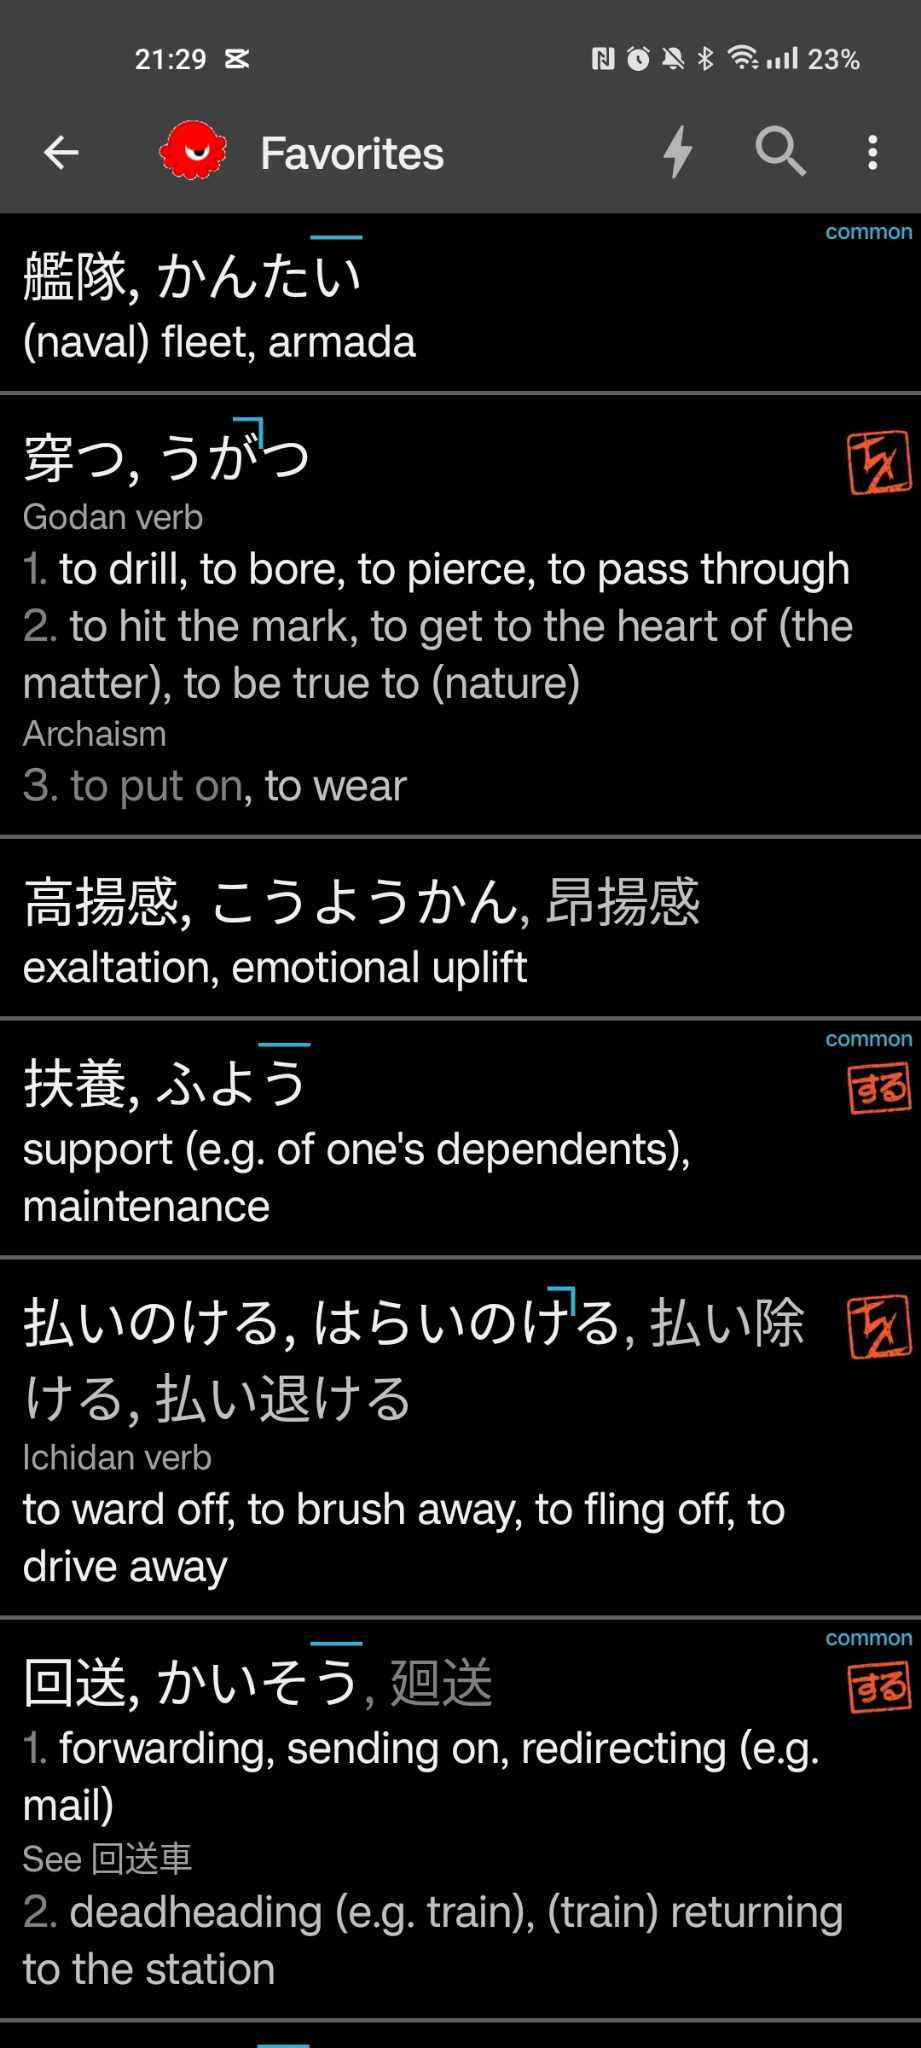 21:29 23%
Favorites
common
艦隊, かんたい
(naval) fleet, armada
穿つ, うがつ
Godan verb
1. to drill, to bore, to pierce, to pass through
2. to hit the mark, to get to the heart of (the
matter), to be true to (nature)
Archaism
3. to put on, to wear
高揚感, こうようかん, 昂揚感
exaltation, emotional uplift
common
扶養, ふよう
する
support (e.g. of one's dependents),
maintenance
払いのける, はらいのける, 払い除
ける, 払い退ける
Ichidan verb
to ward off, to brush away, to fling off, to
drive away
common
回送, かいそう, 廻送
する
1. forwarding, sending on, redirecting (e.g.
mail)
See 回送車
2. deadheading (e.g. train), (train) returning
to the station